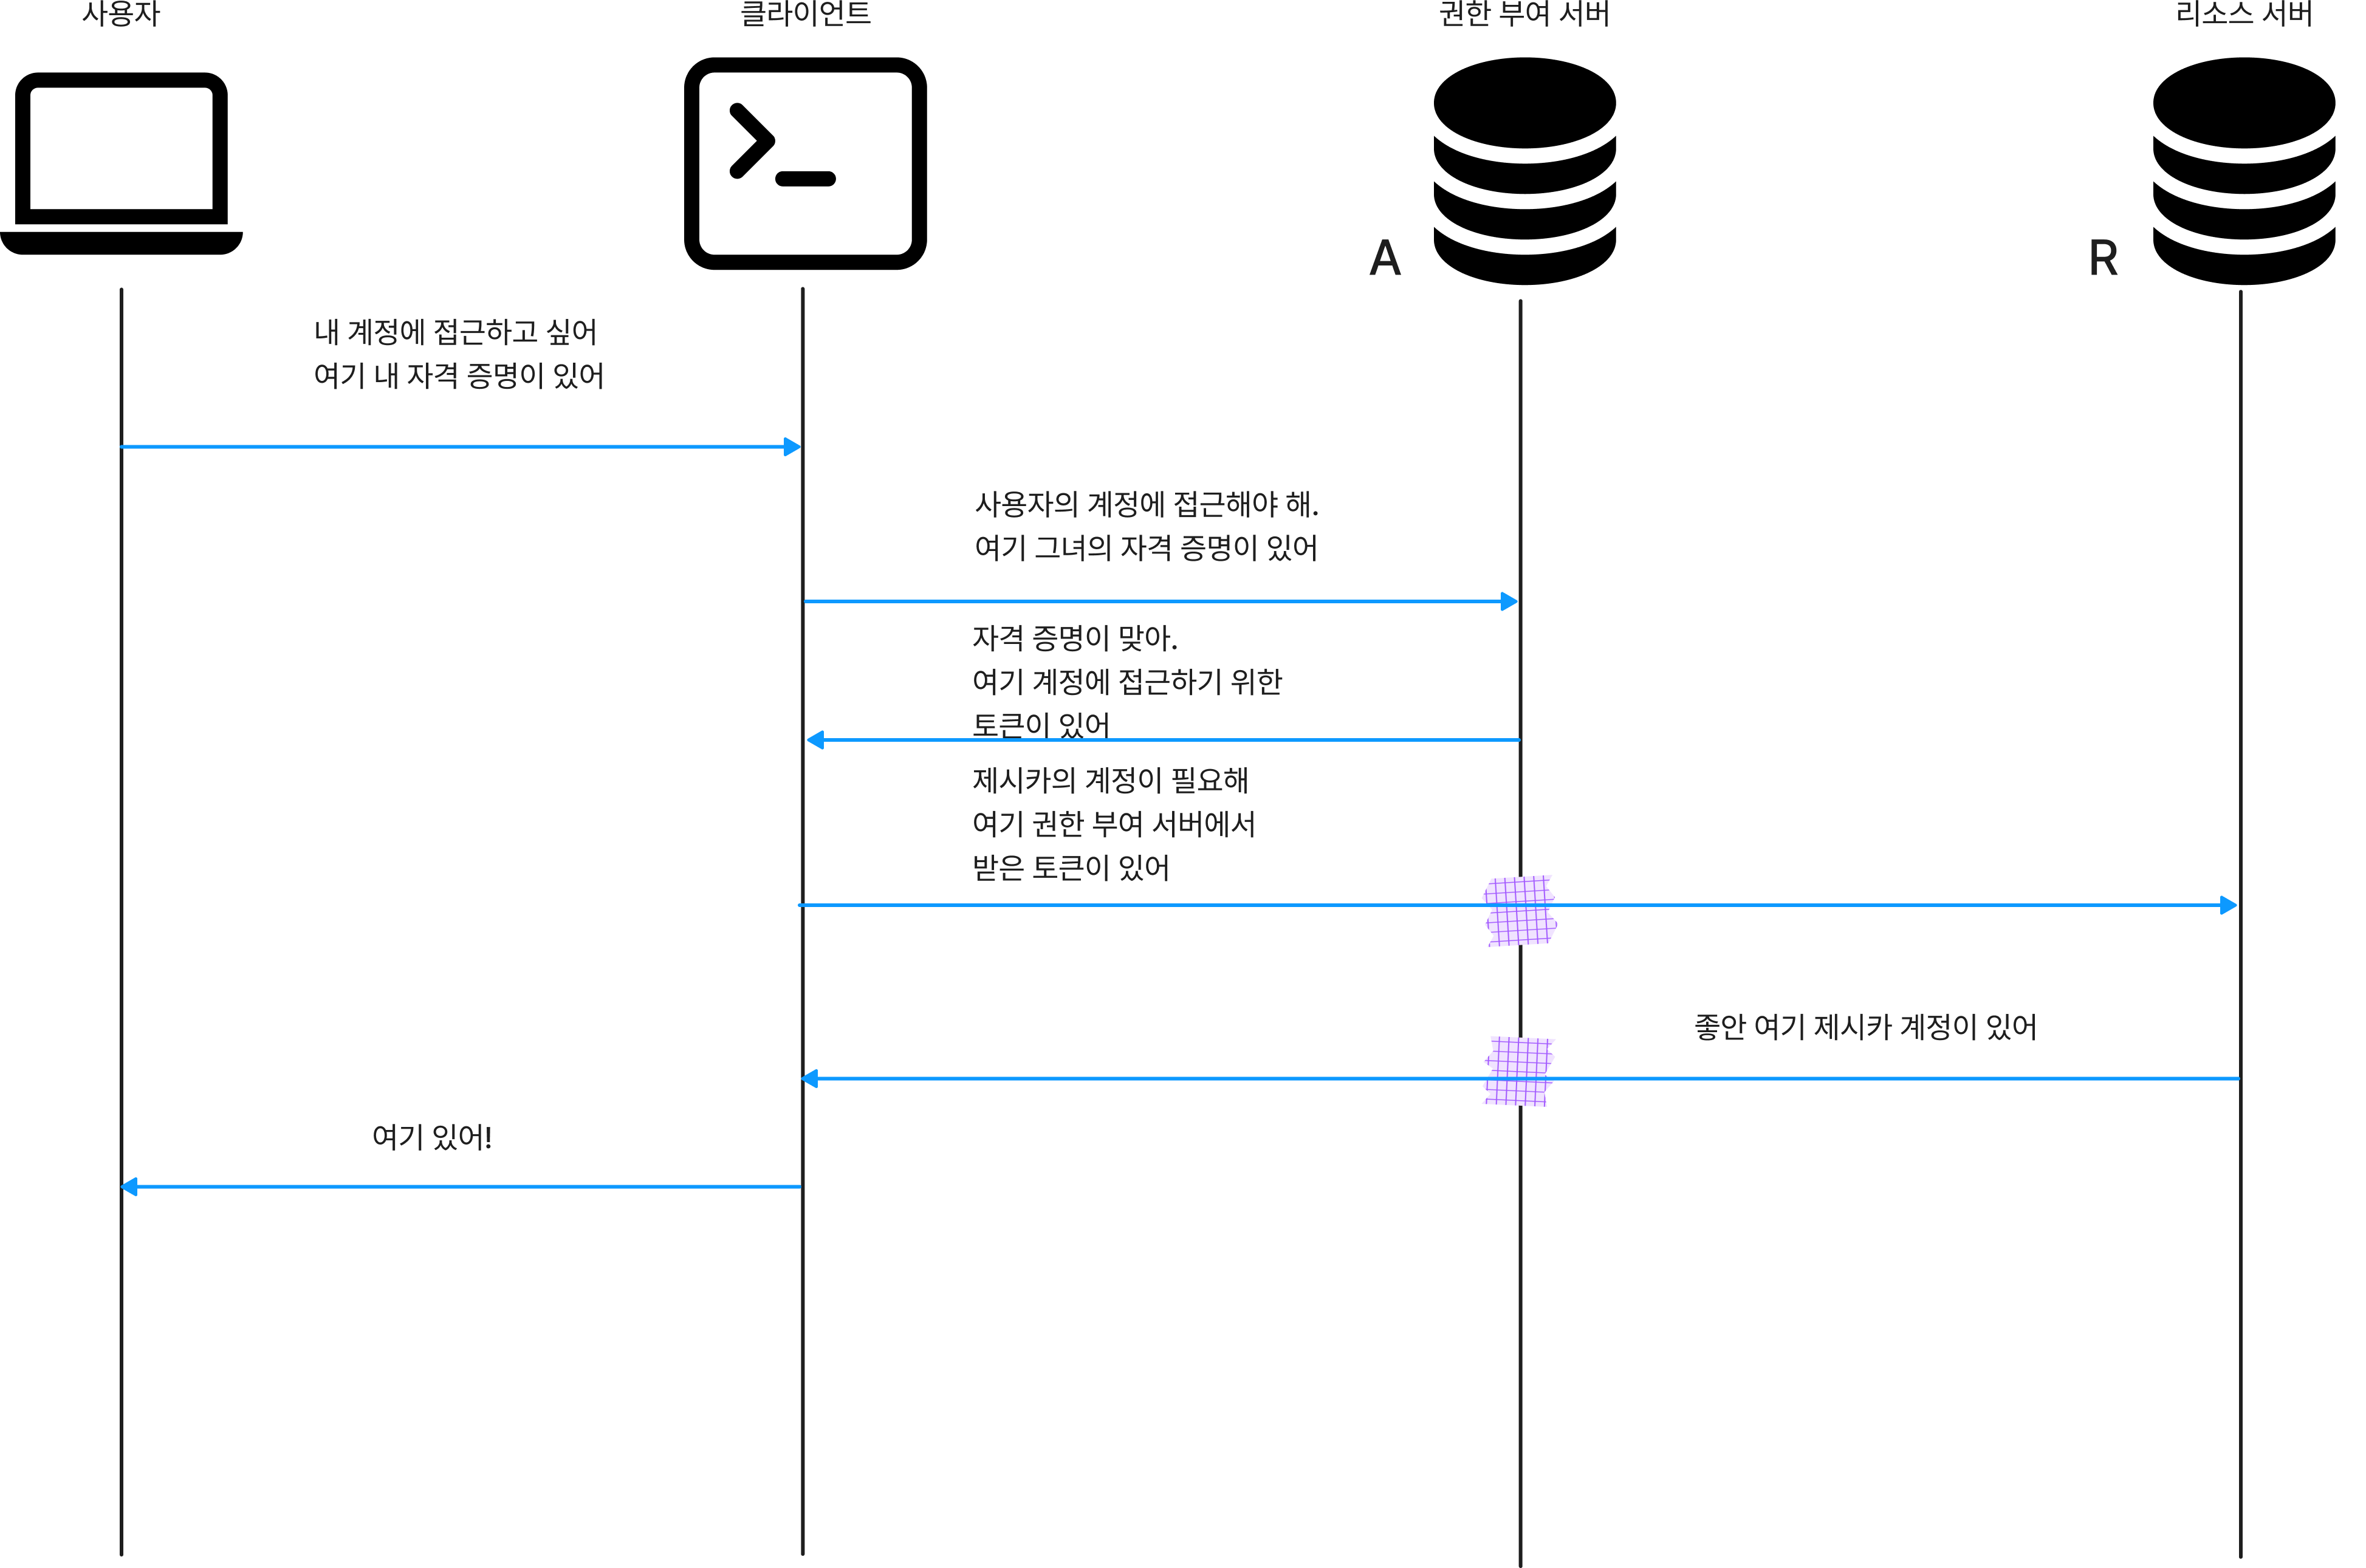 사용자
클라이언트
권한 부여 서버
리소스 서버
A
R
내 계정에 접근하고 싶어
여기 내 자격 증명이 있어
사용자의 계정에 접근해야 해.
여기 그녀의 자격 증명이 있어
자격 증명이 맞아.
여기 계정에 접근하기 위한
토큰이 있어
제시카의 계정이 필요해
여기 권한 부여 서버에서
받은 토큰이 있어
좋안 여기 제시카 계정이 있어
여기 있어!